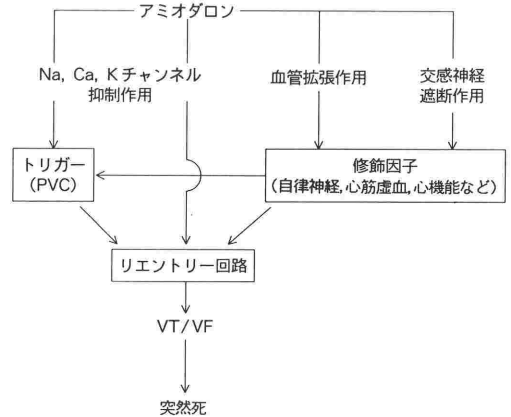 アミオダロン
Na, Ca, Kチャンネル
抑制作用
血管拡張作用
交感神経
遮断作用
トリガー
(PVC)
修飾因子
(自律神経,心筋虚血,心機能など)
リエントリー回路
VT/VF
突然死